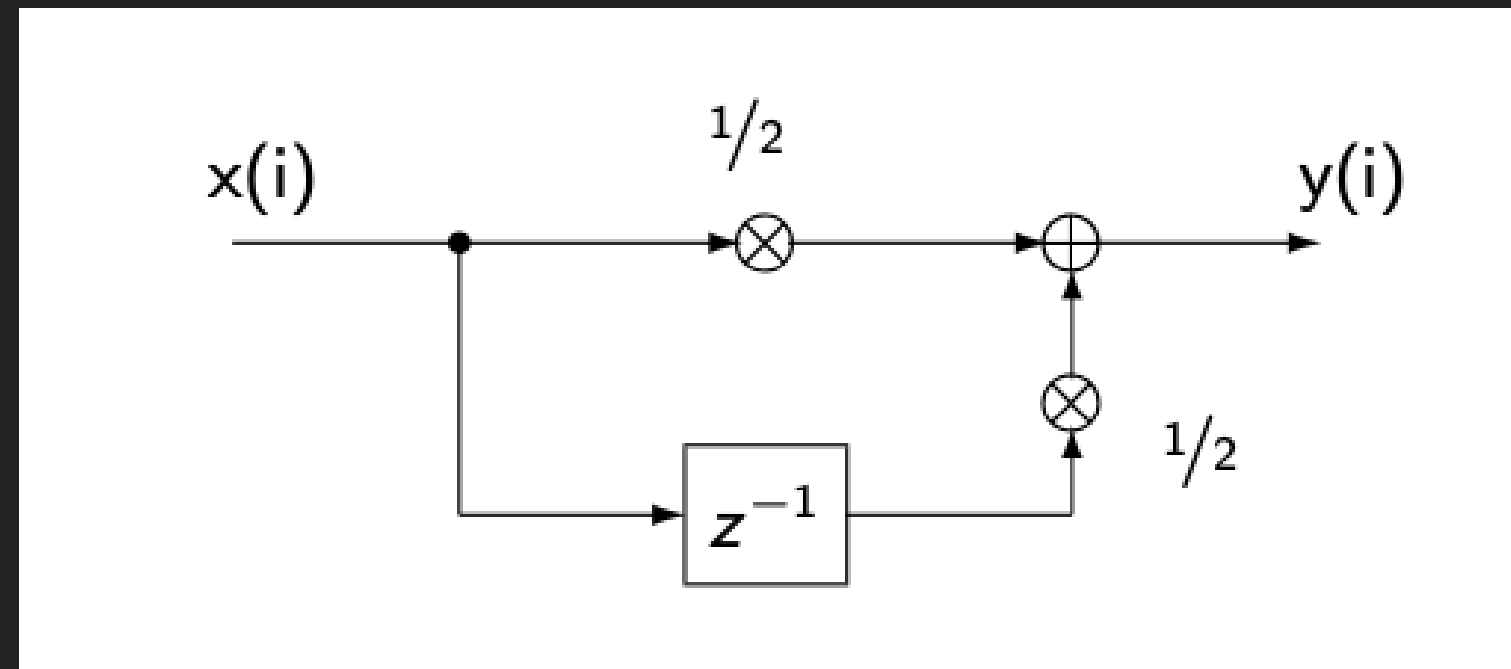 1/2
x(i)
y(i)
1/2
z⁻¹